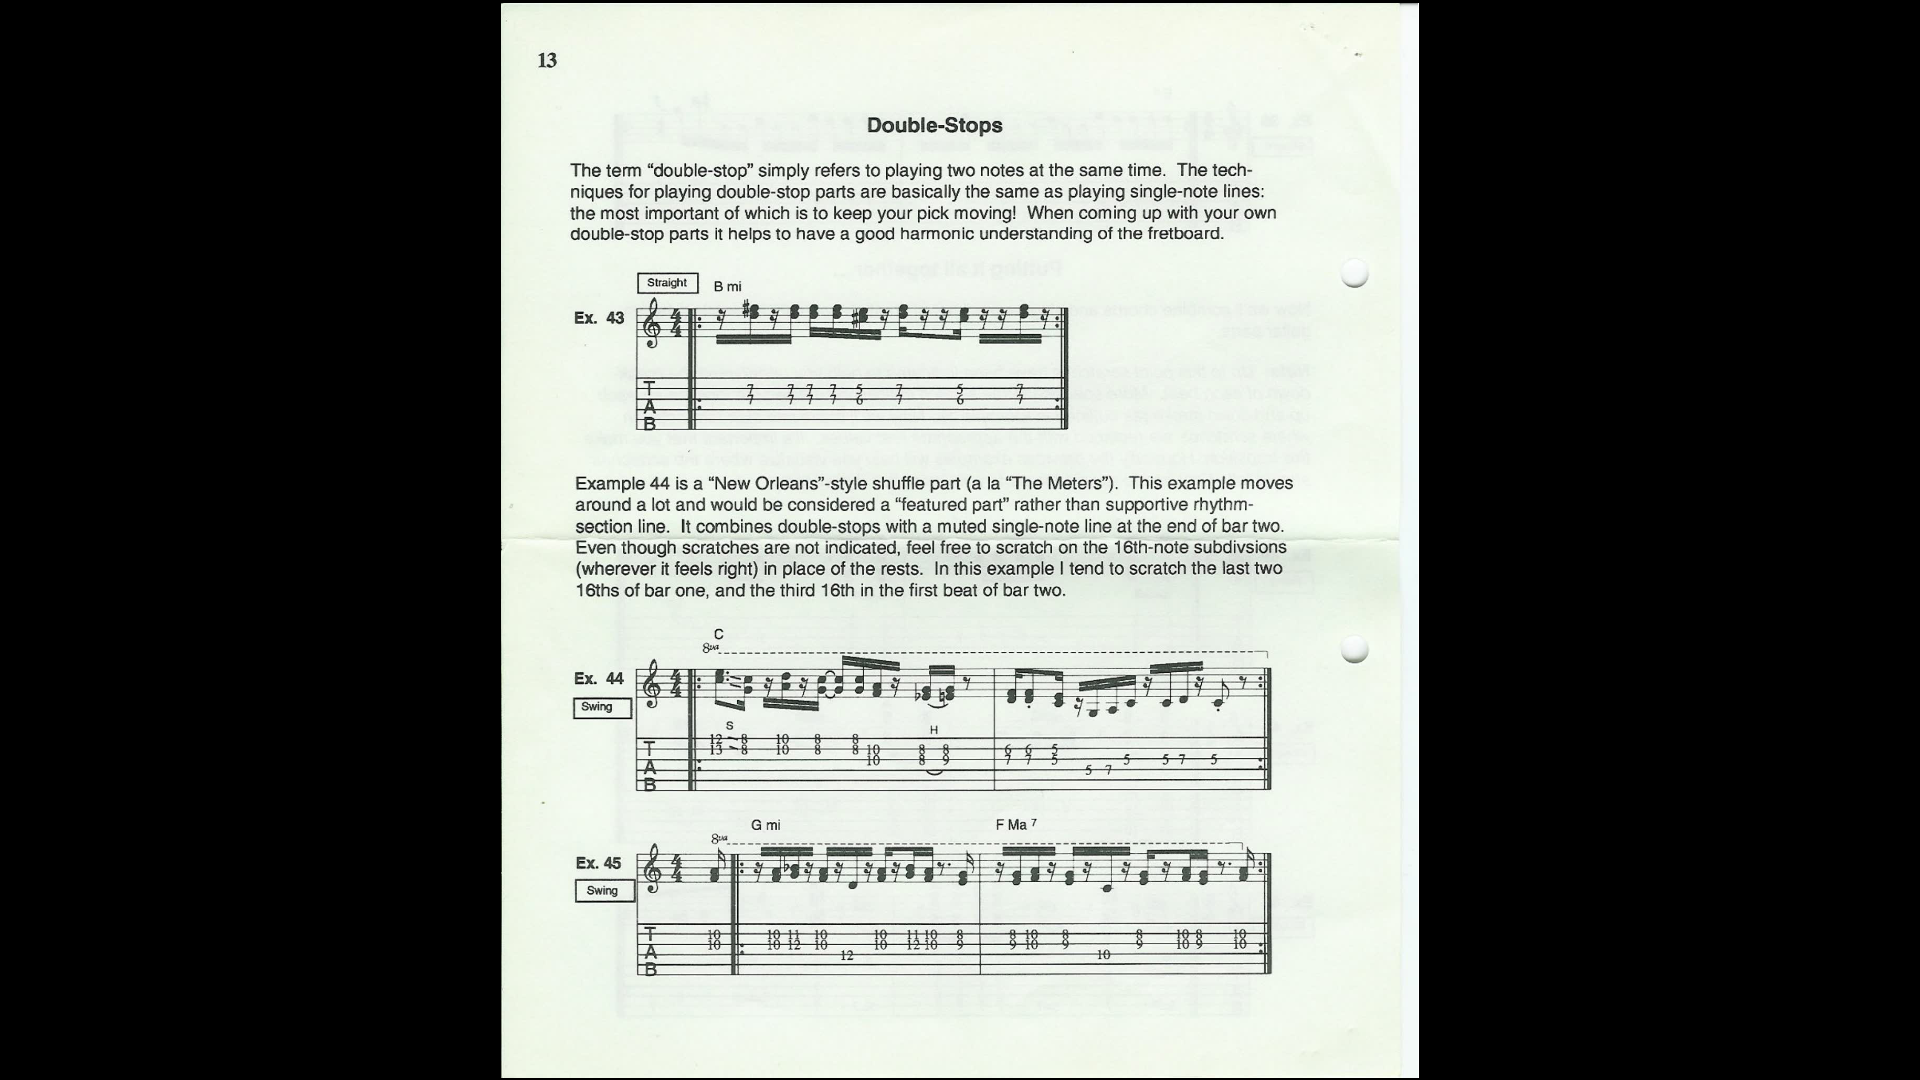 13
Double-Stops
The term “double-stop” simply refers to playing two notes at the same time.  The tech-
niques for playing double-stop parts are basically the same as playing single-note lines:
the most important of which is to keep your pick moving!  When coming up with your own
double-stop parts it helps to have a good harmonic understanding of the fretboard.
Straight
B mi
Ex. 43
4 4
T A B
7 7 7 7 5 7 5 7
7 7 7 7 6 7 6 7
Example 44 is a “New Orleans”-style shuffle part (a la “The Meters”).  This example moves
around a lot and would be considered a “featured part” rather than supportive rhythm-
section line.  It combines double-stops with a muted single-note line at the end of bar two.
Even though scratches are not indicated, feel free to scratch on the 16th-note subdivsions
(wherever it feels right) in place of the rests.  In this example I tend to scratch the last two
16ths of bar one, and the third 16th in the first beat of bar two.
C
8va
Ex. 44
4 4
Swing
S
H
T A B
12 8 10 8 8
13 8 10 8 8 10 8 8 6 6 5
10 8 9 7 7 5 5 5 7 5
5 7
G mi
F Ma 7
8va
Ex. 45
4 4
Swing
T A B
10 10 11 10 10 11 10 8 8 10 8 8 10 8 10
10 10 12 10 10 12 10 9 9 10 9 9 10 9 10
12 10